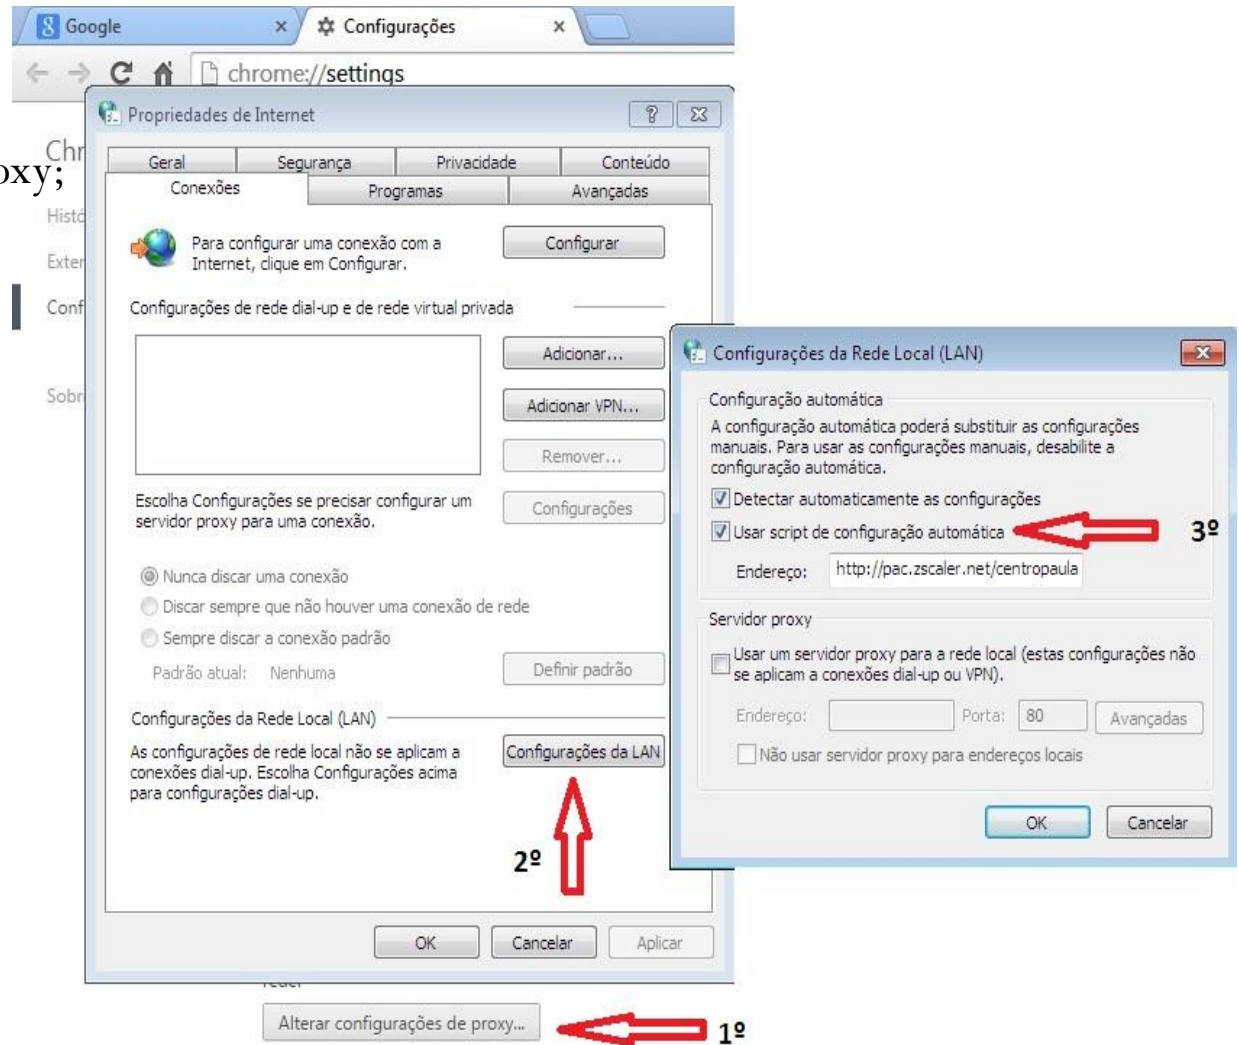 Google
Configurações
chrome://settings
Propriedades de Internet
Chr
oxy;
Geral Segurança Privacidade Conteúdo
Conexões Programas Avançadas
Histó
Para configurar uma conexão com a
Internet, clique em Configurar.
Configurar
Exter
Conf
Configurações de rede dial-up e de rede virtual privada
Adicionar...
Sobr
Adicionar VPN...
Remover...
Escolha Configurações se precisar configurar um
servidor proxy para uma conexão.
Configurações
Nunca discar uma conexão
Discar sempre que não houver uma conexão de rede
Sempre discar a conexão padrão
Padrão atual: Nenhuma
Definir padrão
Configurações da Rede Local (LAN)
As configurações de rede local não se aplicam a
conexões dial-up. Escolha Configurações acima
para configurações dial-up.
Configurações da LAN
2º
OK Cancelar Aplicar
Alterar configurações de proxy...
1º
Configurações da Rede Local (LAN)
Configuração automática
A configuração automática poderá substituir as configurações
manuais. Para usar as configurações manuais, desabilite a
configuração automática.
Detectar automaticamente as configurações
Usar script de configuração automática
3º
Endereço: http://pac.zscaler.net/centropaula
Servidor proxy
Usar um servidor proxy para a rede local (estas configurações não
se aplicam a conexões dial-up ou VPN).
Endereço: Porta: 80 Avançadas
Não usar servidor proxy para endereços locais
OK Cancelar